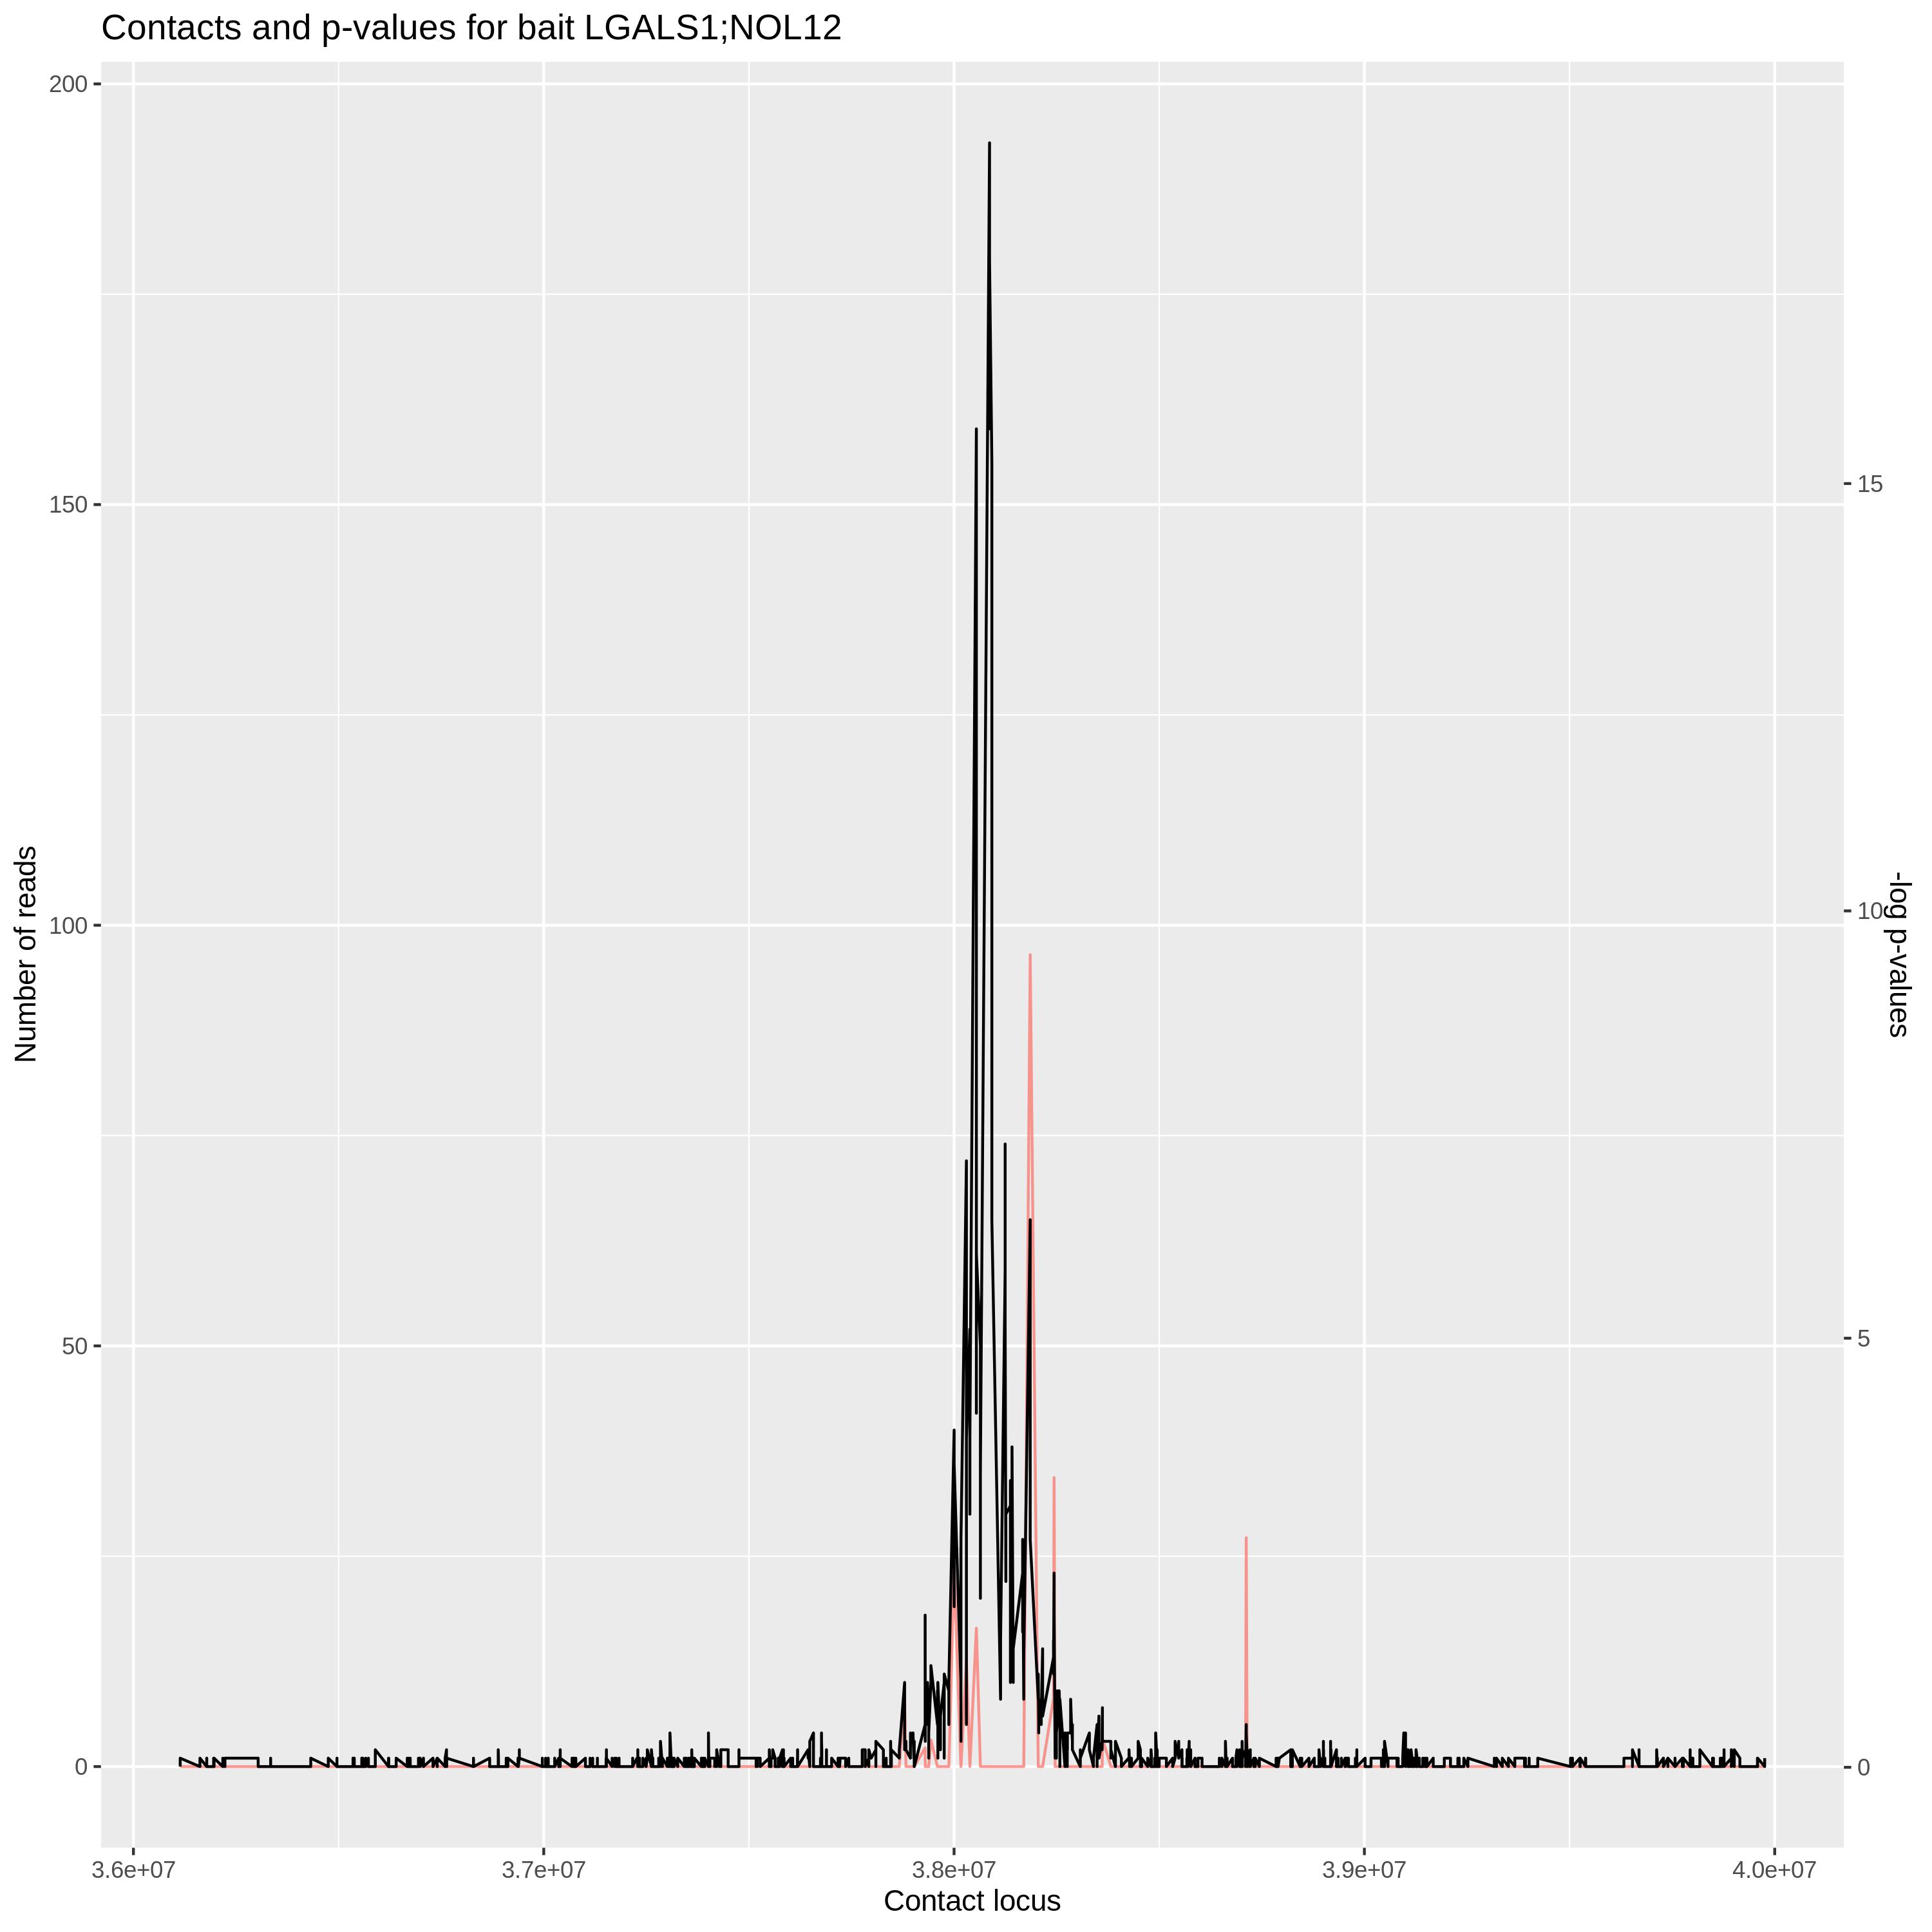 Contacts and p-values for bait LGALS1;NOL12
200
150
100
50
0
Number of reads
15
10
5
0
-log p-values
3.6e+07
3.7e+07
3.8e+07
3.9e+07
4.0e+07
Contact locus